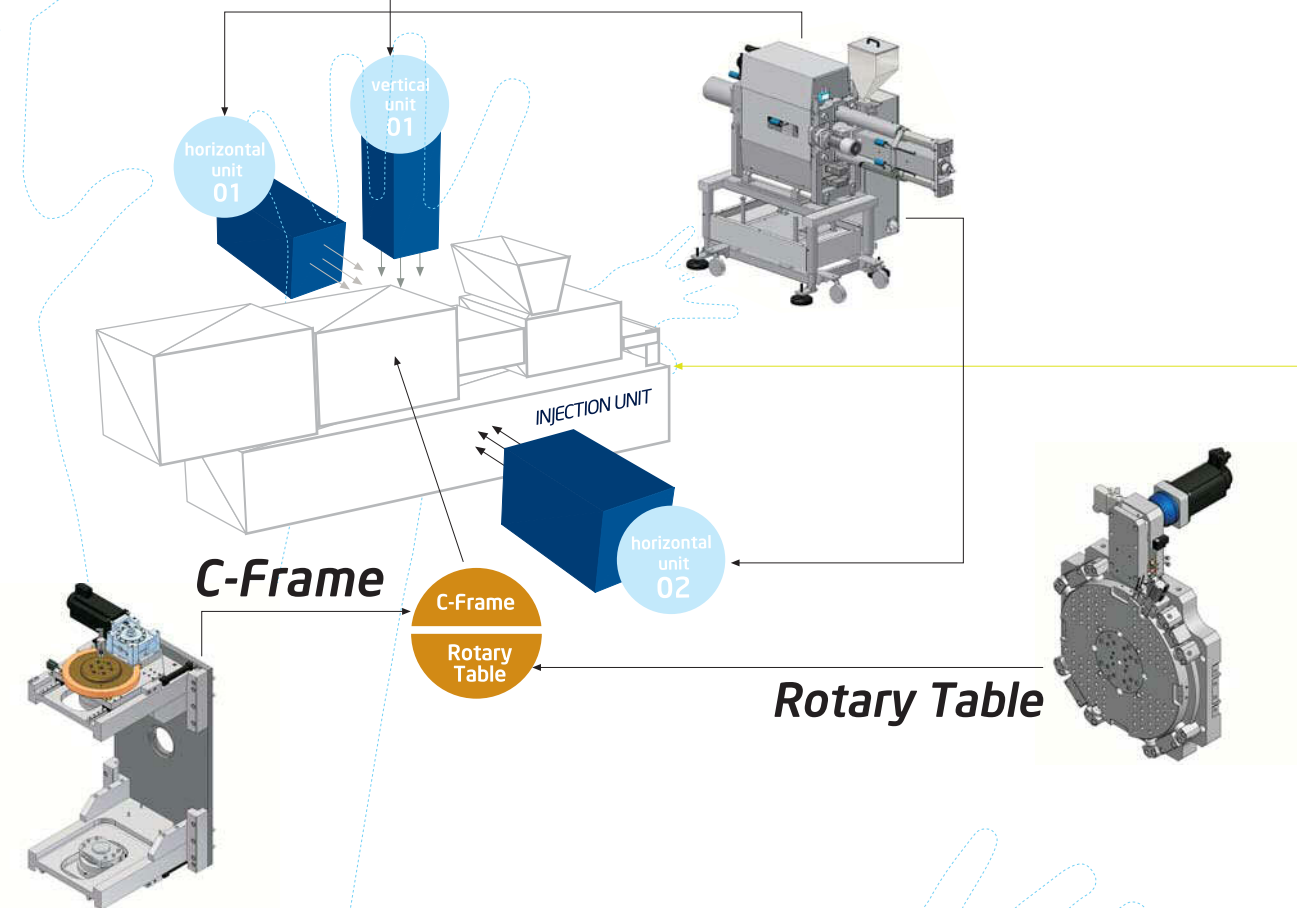 vertical
unit
01
horizontal
unit
01
INJECTION UNIT
horizontal
unit
02
C-Frame
C-Frame
Rotary
Table
Rotary Table